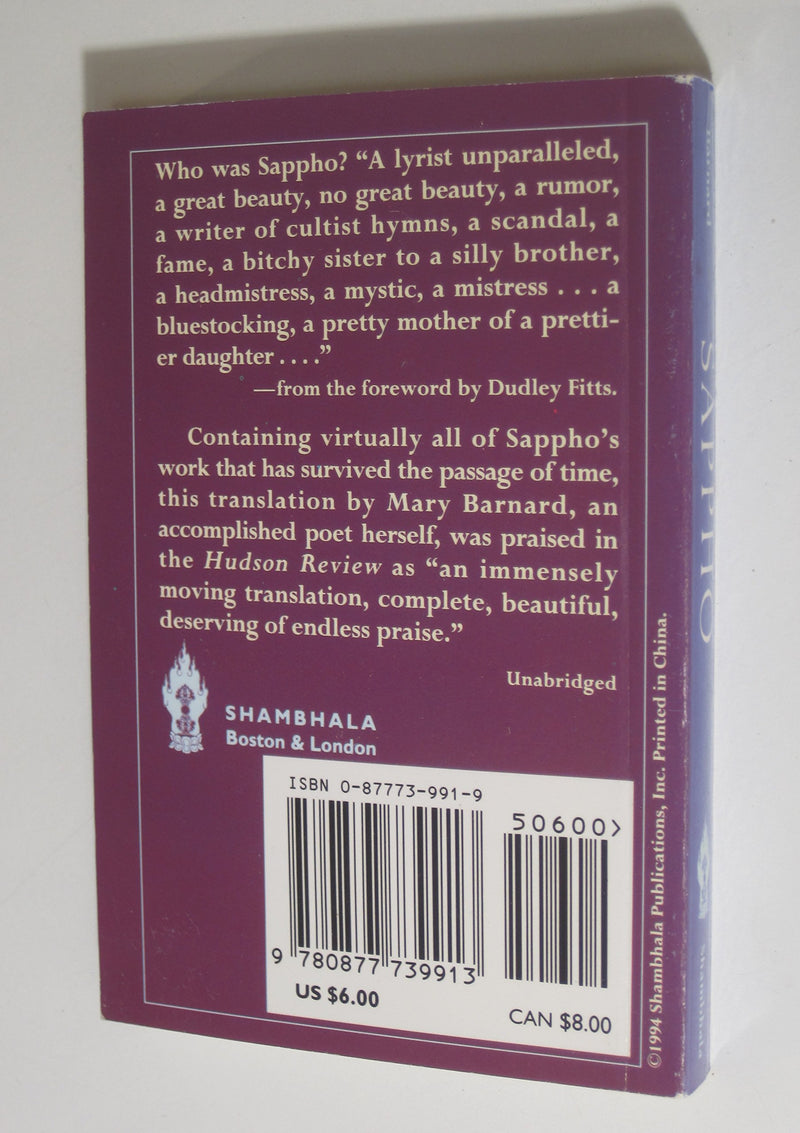 Who was Sappho? “A lyrist unparalleled,
a great beauty, no great beauty, a rumor,
a writer of cultist hymns, a scandal, a
fame, a bitchy sister to a silly brother,
a headmistress, a mystic, a mistress . . . a
bluestocking, a pretty mother of a pretti-
er daughter . . . .”
—from the foreword by Dudley Fitts.
Containing virtually all of Sappho’s
work that has survived the passage of time,
this translation by Mary Barnard, an
accomplished poet herself, was praised in
the Hudson Review as “an immensely
moving translation, complete, beautiful,
deserving of endless praise.”
Unabridged
SHAMBHALA
Boston & London
ISBN 0-87773-991-9
50600>
9 780877 739913
US $6.00
CAN $8.00
©1994 Shambhala Publications, Inc. Printed in China.
Barnard
SAPPHO
Shambhala